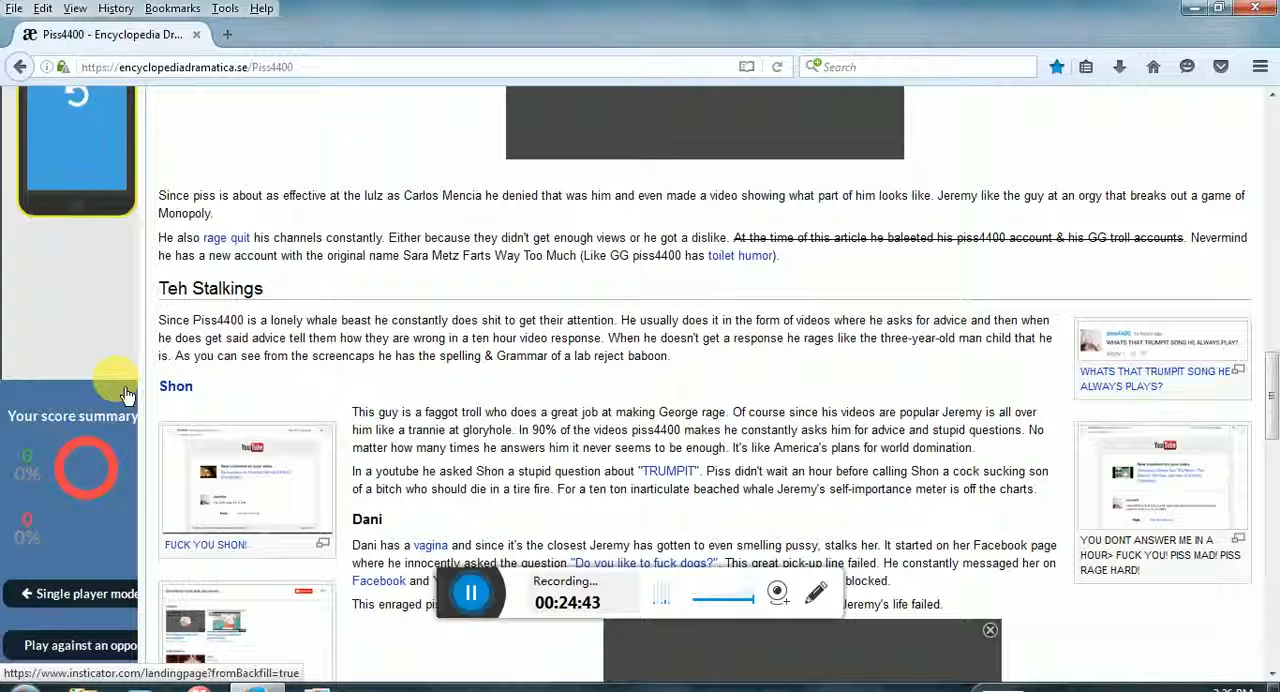 File Edit View History Bookmarks Tools Help
æ Piss4400 - Encyclopedia Dr...
https://encyclopediadramatica.se/Piss4400
Search
5
Since piss is about as effective at the lulz as Carlos Mencia he denied that was him and even made a video showing what part of him looks like. Jeremy like the guy at an orgy that breaks out a game of
Monopoly.
He also rage quit his channels constantly. Either because they didn't get enough views or he got a dislike. At the time of this article he baleeted his piss4400 account & his GG troll accounts. Nevermind
he has a new account with the original name Sara Metz Farts Way Too Much (Like GG piss4400 has toilet humor).
Teh Stalkings
Since Piss4400 is a lonely whale beast he constantly does shit to get their attention. He usually does it in the form of videos where he asks for advice and then when
he does get said advice tell them how they are wrong in a ten hour video response. When he doesn't get a response he rages like the three-year-old man child that he
is. As you can see from the screencaps he has the spelling & Grammar of a lab reject baboon.
piss4400
WHATS THAT TRUMPIT SONG HE ALWAYS PLAY?
WHATS THAT TRUMPIT SONG HE
ALWAYS PLAYS?
Shon
This guy is a faggot troll who does a great job at making George rage. Of course since his videos are popular Jeremy is all over
him like a trannie at gloryhole. In 90% of the videos piss4400 makes he constantly asks him for advice and stupid questions. No
matter how many times he answers him it never seems to be enough. It's like America's plans for world domination.
In a youtube he asked Shon a stupid question about "TRUMPIT". Piss didn't wait an hour before calling Shon a cock sucking son
of a bitch who should die in a tire fire. For a ten ton inarticulate beached whale Jeremy's self-importance meter is off the charts.
YouTube
FUCK YOU SHON!
YouTube
YOU DONT ANSWER ME IN A
HOUR> FUCK YOU! PISS MAD! PISS
RAGE HARD!
Dani
Dani has a vagina and since it's the closest Jeremy has gotten to even smelling pussy, stalks her. It started on her Facebook page
where he innocently asked the question "Do you like to fuck dogs?". This great pick-up line failed. He constantly messaged her on
Facebook and
blocked.
This enraged
Jeremy's life failed.
Recording...
00:24:43
Your score summary
0
0%
0
0%
Single player mode
Play against an oppo
https://www.insticator.com/landingpage?fromBackfill=true